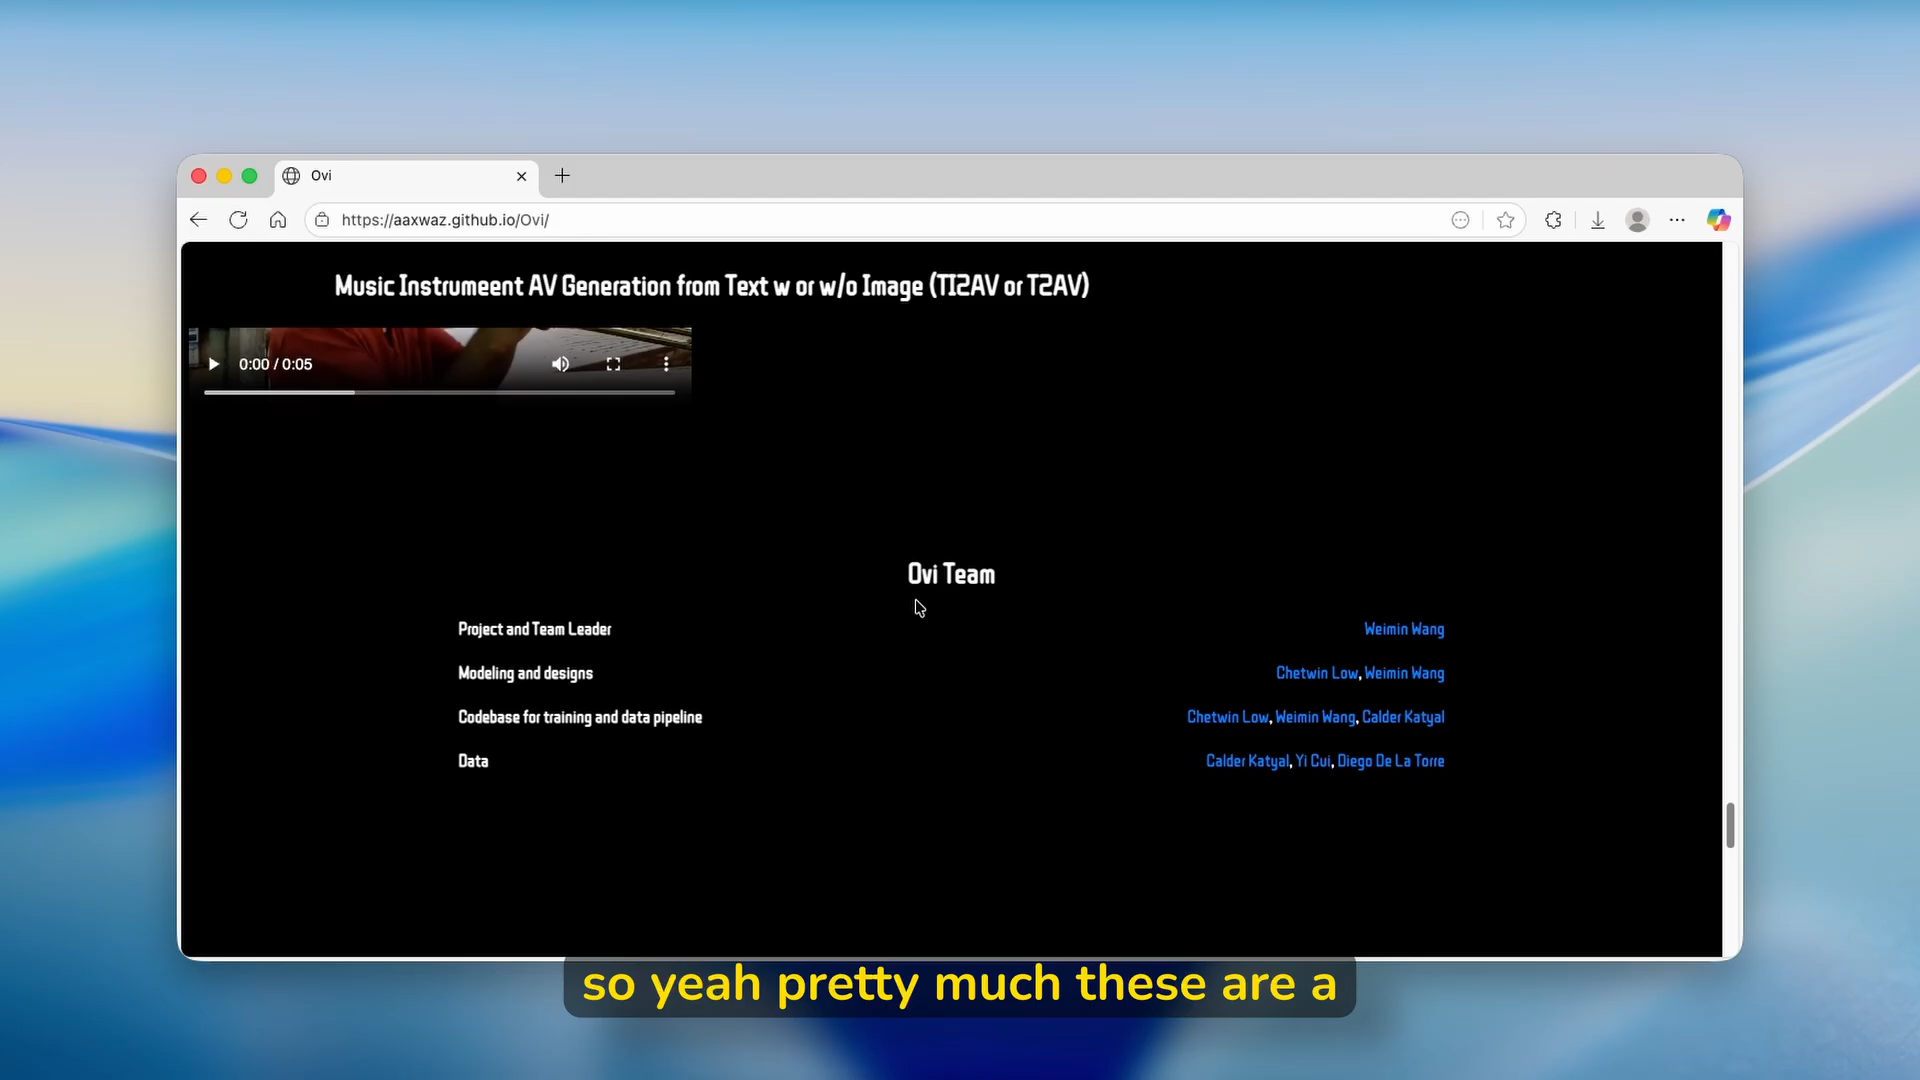 Ovi
https://aaxwaz.github.io/Ovi/
Music Instrumeent AV Generation from Text w or w/o Image (TI2AV or T2AV)
0:00 / 0:05
Ovi Team
Project and Team Leader Weimin Wang
Modeling and designs Chetwin Low, Weimin Wang
Codebase for training and data pipeline Chetwin Low, Weimin Wang, Calder Katyal
Data Calder Katyal, Yi Cui, Diego De La Torre
so yeah pretty much these are a